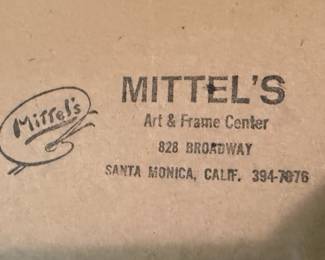 Mittel's
MITTEL'S
Art & Frame Center
828 BROADWAY
SANTA MONICA, CALIF. 394-7076